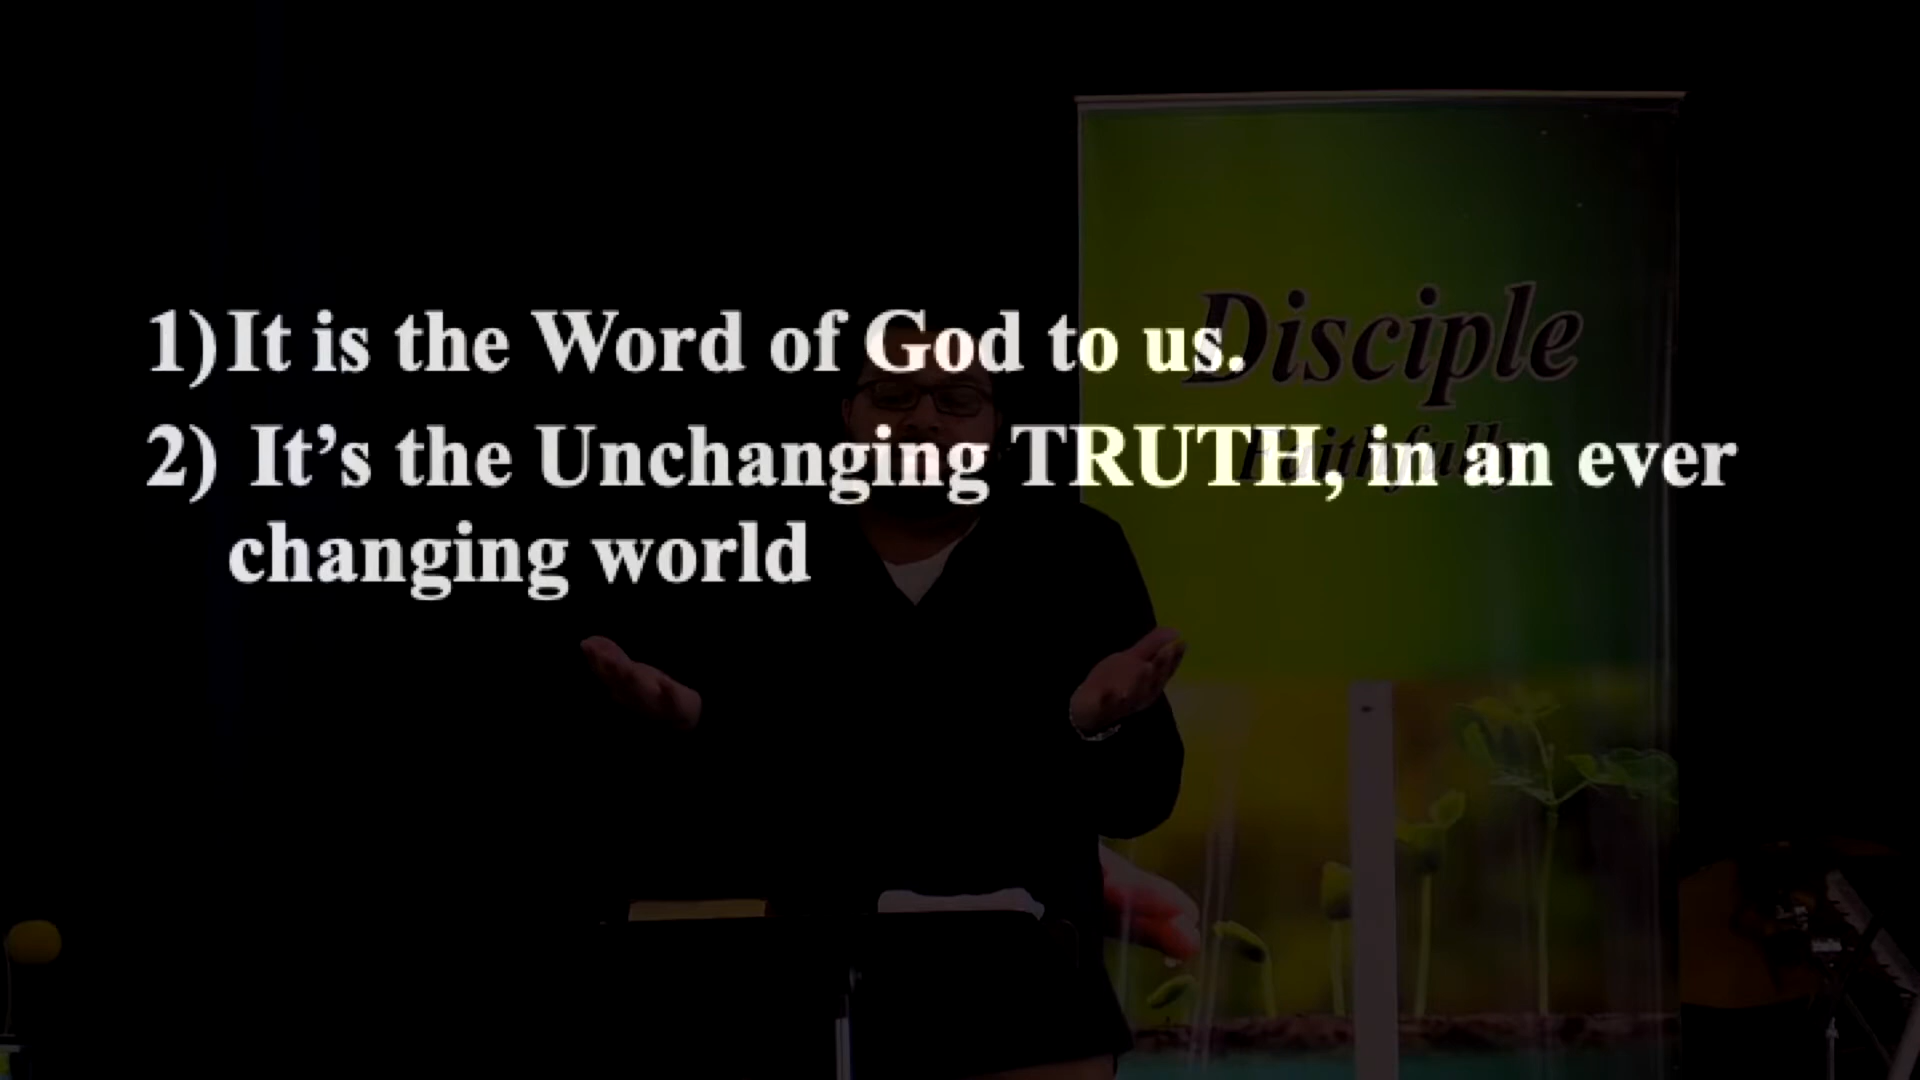 1) It is the Word of God to us.
2) It’s the Unchanging TRUTH, in an ever
changing world
Disciple
Faithfully